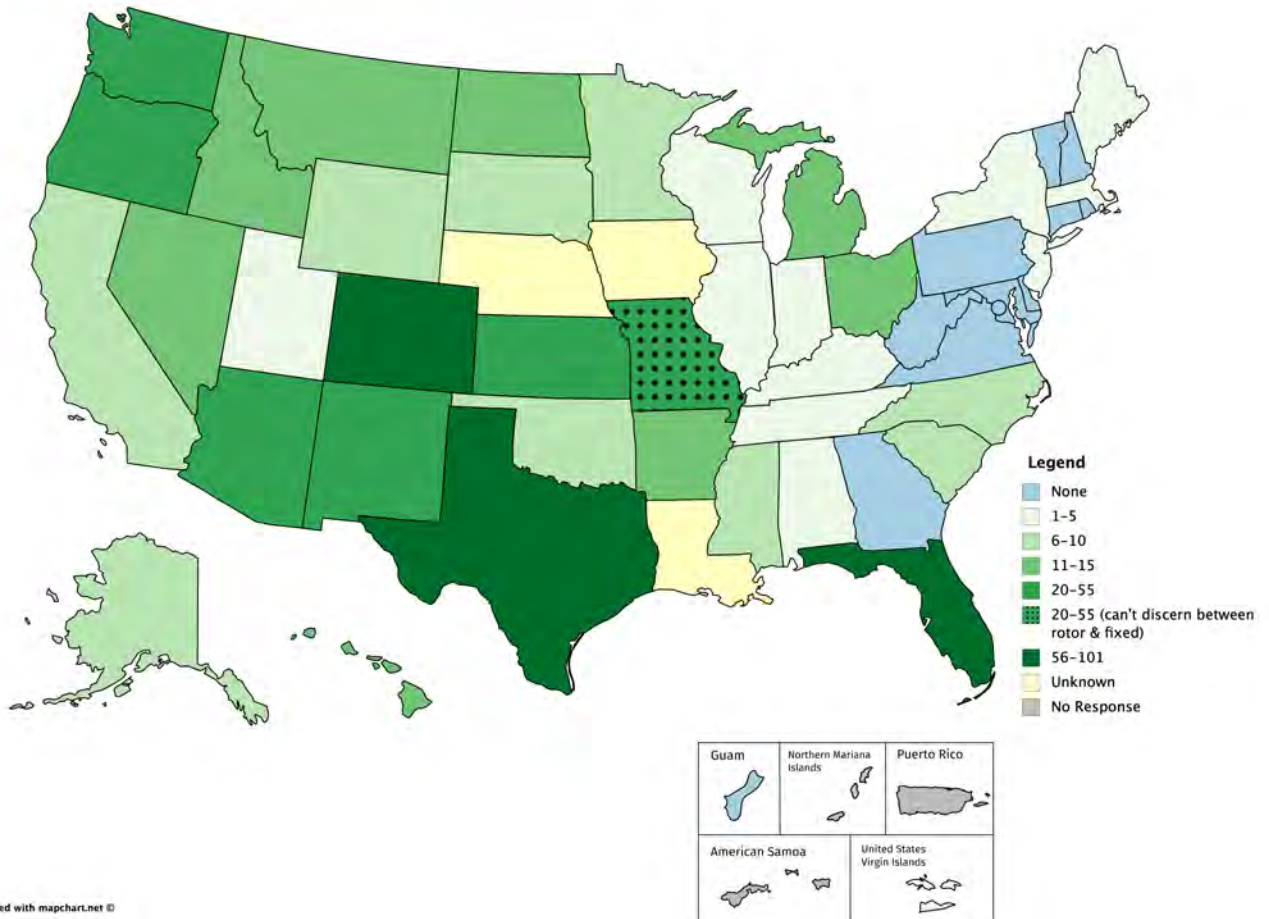 Legend
None
1–5
6–10
11–15
20–55
20–55 (can't discern between
rotor & fixed)
56–101
Unknown
No Response
Guam
Northern Mariana
Islands
Puerto Rico
American Samoa
United States
Virgin Islands
ed with mapchart.net ©